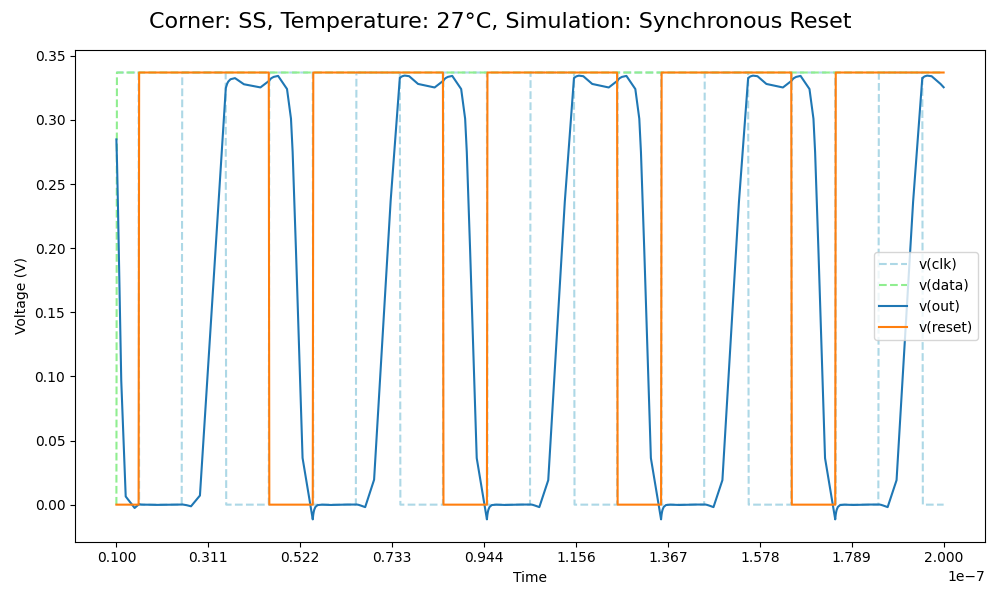 Corner: SS, Temperature: 27°C, Simulation: Synchronous Reset
0.35
0.30
0.25
0.20
0.15
0.10
0.05
0.00
Voltage (V)
v(clk)
v(data)
v(out)
v(reset)
0.100 0.311 0.522 0.733 0.944 1.156 1.367 1.578 1.789 2.000
Time
1e−7